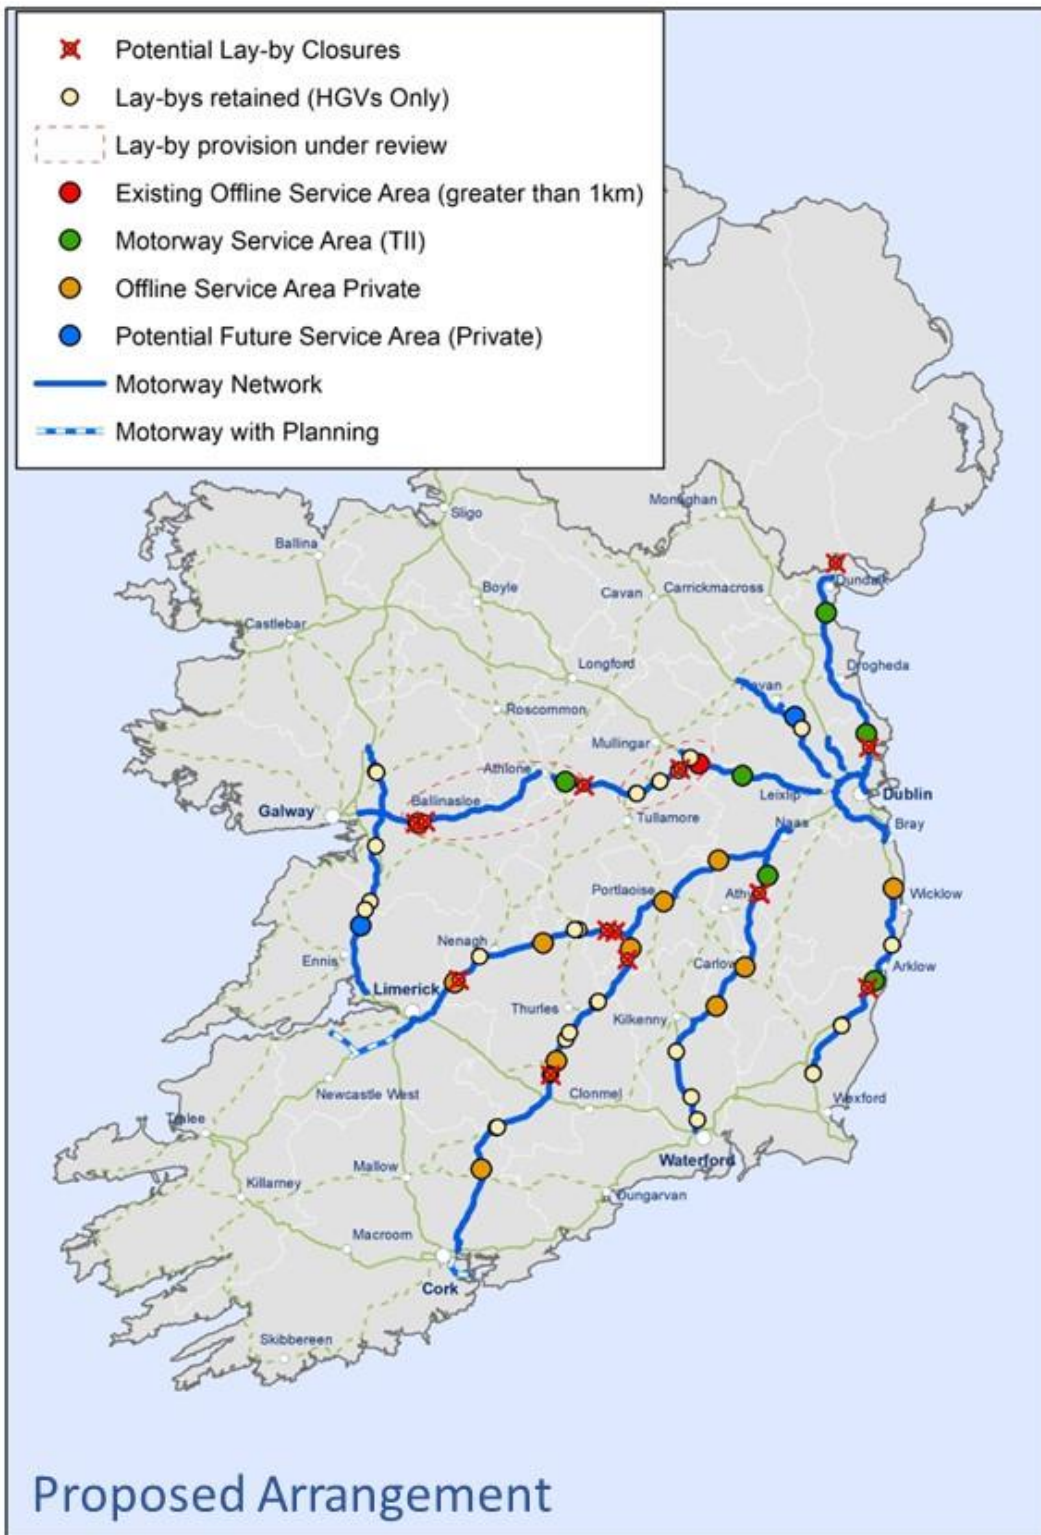 Potential Lay-by Closures
Lay-bys retained (HGVs Only)
Lay-by provision under review
Existing Offline Service Area (greater than 1km)
Motorway Service Area (TII)
Offline Service Area Private
Potential Future Service Area (Private)
Motorway Network
Motorway with Planning
Monaghan
Sligo
Ballina
Dundalk
Boyle
Cavan
Carrickmacross
Castlebar
Longford
Drogheda
Navan
Roscommon
Mullingar
Athlone
Ballinasloe
Leixlip
Dublin
Galway
Tullamore
Naas
Bray
Portlaoise
Athy
Wicklow
Nenagh
Ennis
Carlow
Arklow
Limerick
Thurles
Kilkenny
Newcastle West
Clonmel
Wexford
Tralee
Waterford
Mallow
Killarney
Dungarvan
Macroom
Cork
Skibbereen
Proposed Arrangement